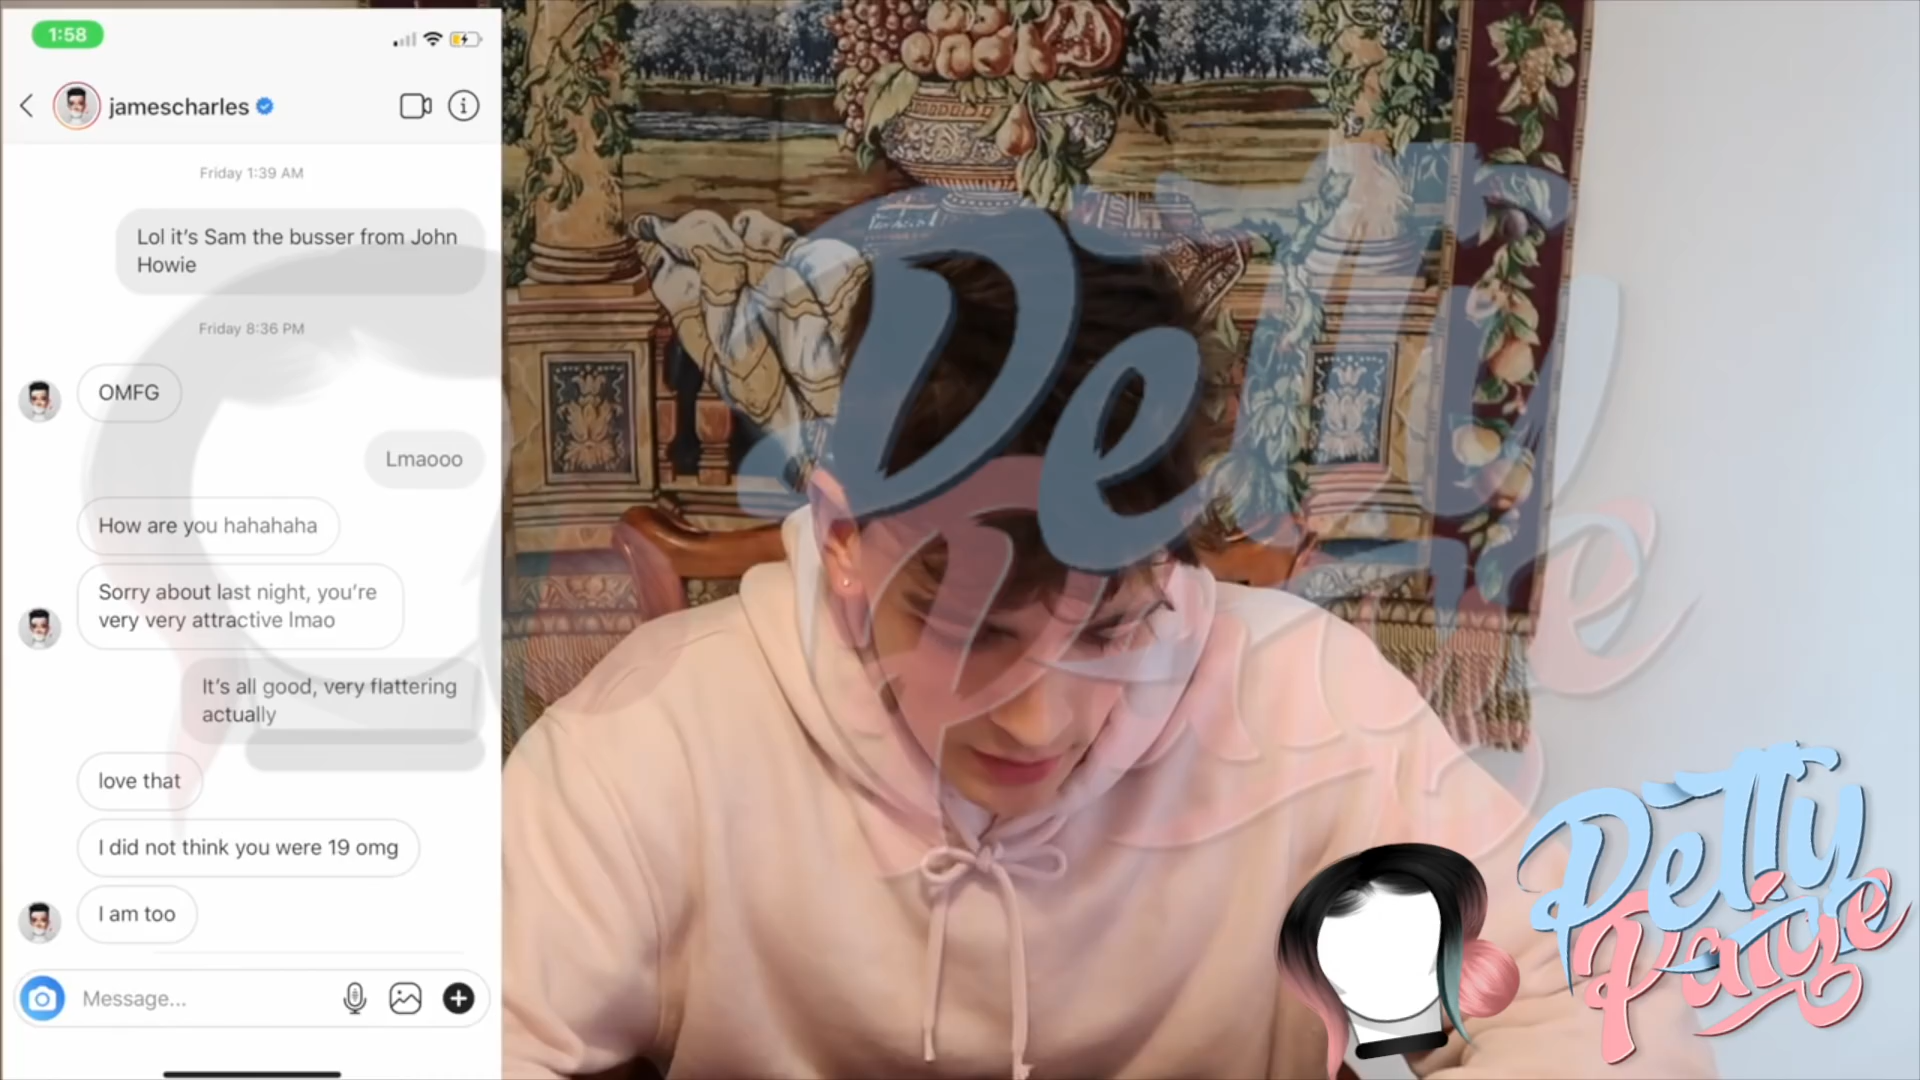 1:58
jamescharles
Friday 1:39 AM
Lol it’s Sam the busser from John
Howie
Friday 8:36 PM
OMFG
Lmaooo
How are you hahahaha
Sorry about last night, you’re
very very attractive lmao
It’s all good, very flattering
actually
love that
I did not think you were 19 omg
I am too
Message...
Petty
Paige
Petty
Paige